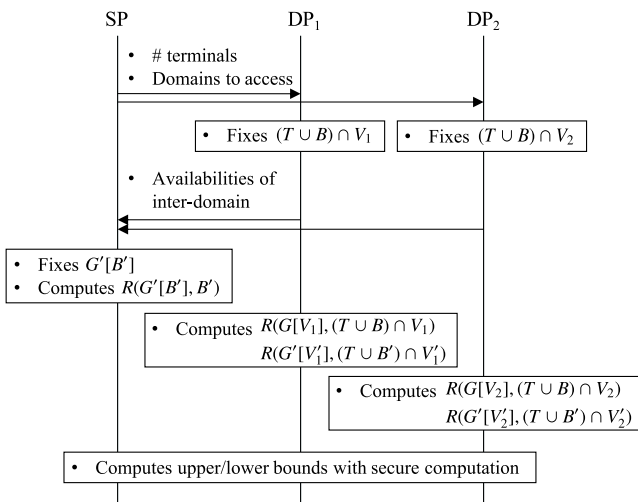 SP DP₁ DP₂
• # terminals
• Domains to access
• Fixes (T ∪ B) ∩ V₁ • Fixes (T ∪ B) ∩ V₂
• Availabilities of
inter-domain
• Fixes G′[B′]
• Computes R(G′[B′], B′)
• Computes R(G[V₁], (T ∪ B) ∩ V₁)
R(G′[V′₁], (T ∪ B′) ∩ V′₁)
• Computes R(G[V₂], (T ∪ B) ∩ V₂)
R(G′[V′₂], (T ∪ B′) ∩ V′₂)
• Computes upper/lower bounds with secure computation